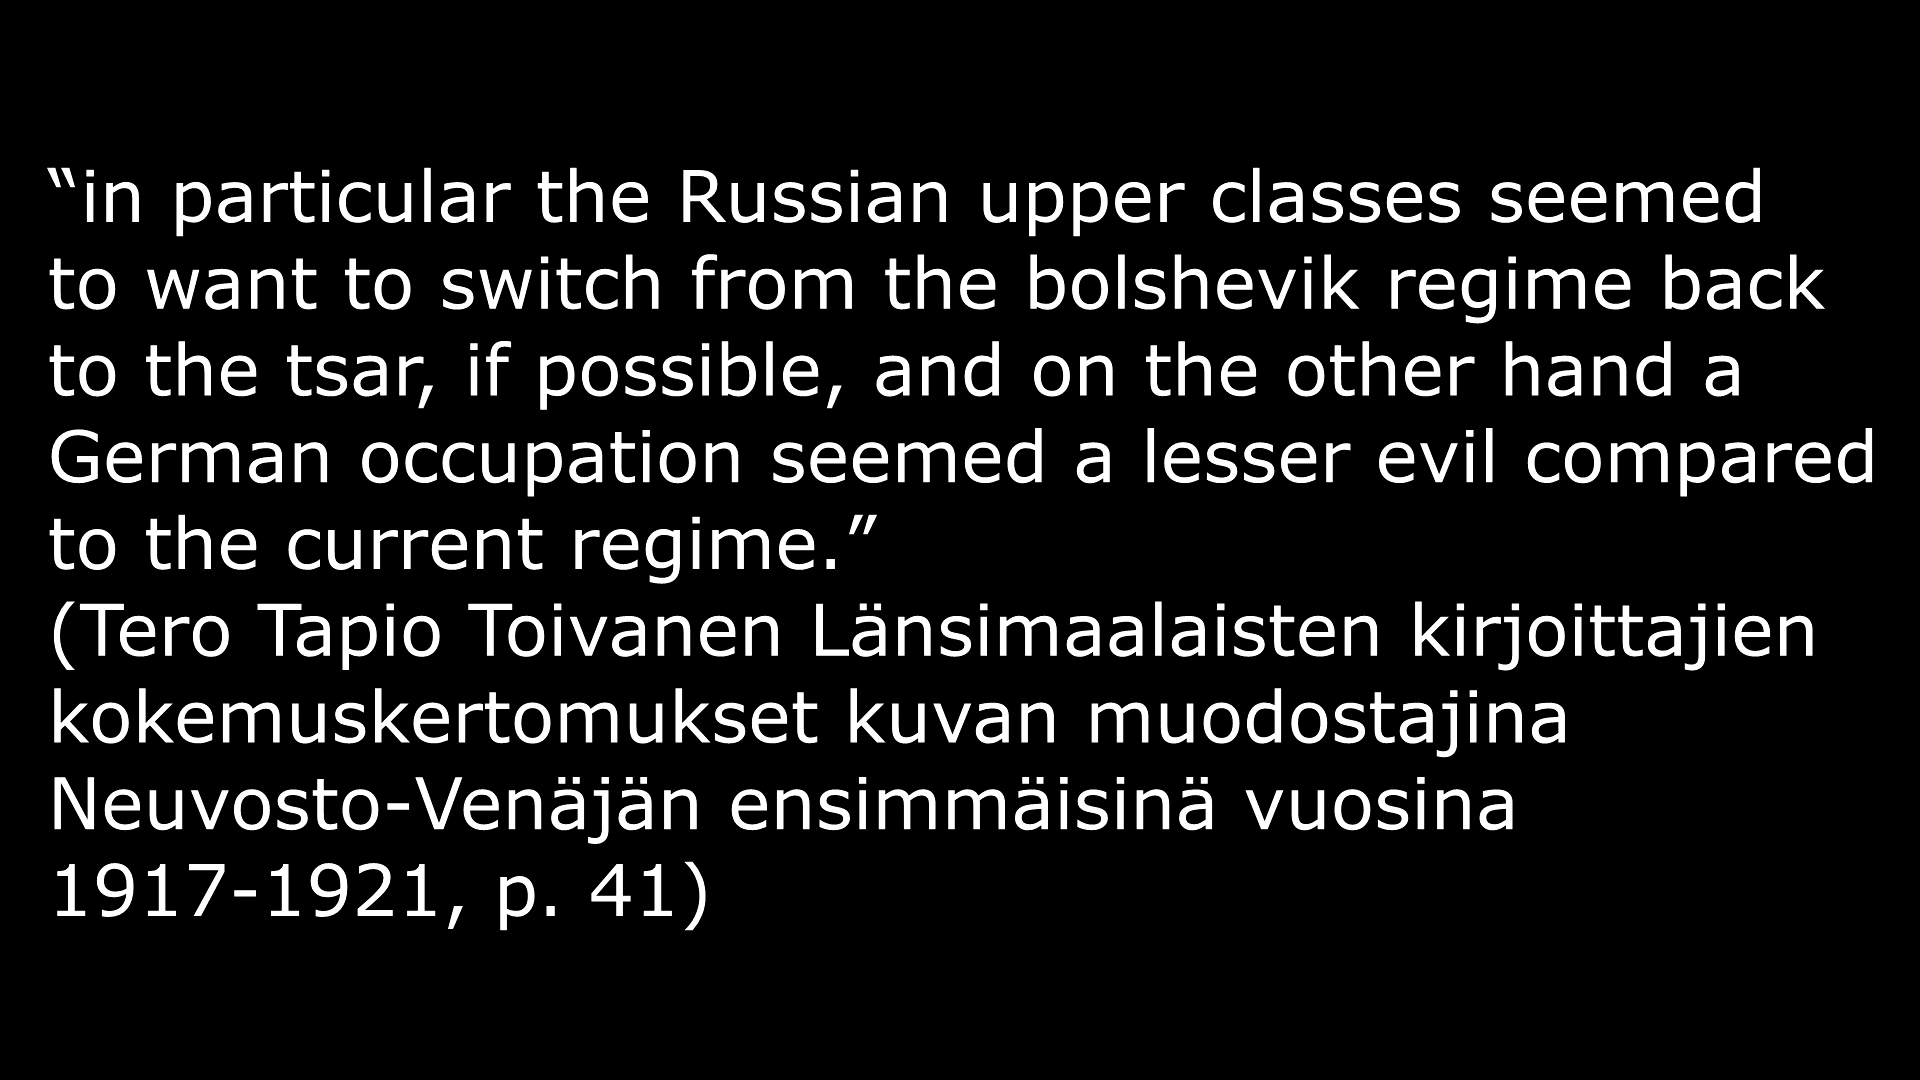 “in particular the Russian upper classes seemed
to want to switch from the bolshevik regime back
to the tsar, if possible, and on the other hand a
German occupation seemed a lesser evil compared
to the current regime.”
(Tero Tapio Toivanen Länsimaalaisten kirjoittajien
kokemuskertomukset kuvan muodostajina
Neuvosto-Venäjän ensimmäisinä vuosina
1917-1921, p. 41)